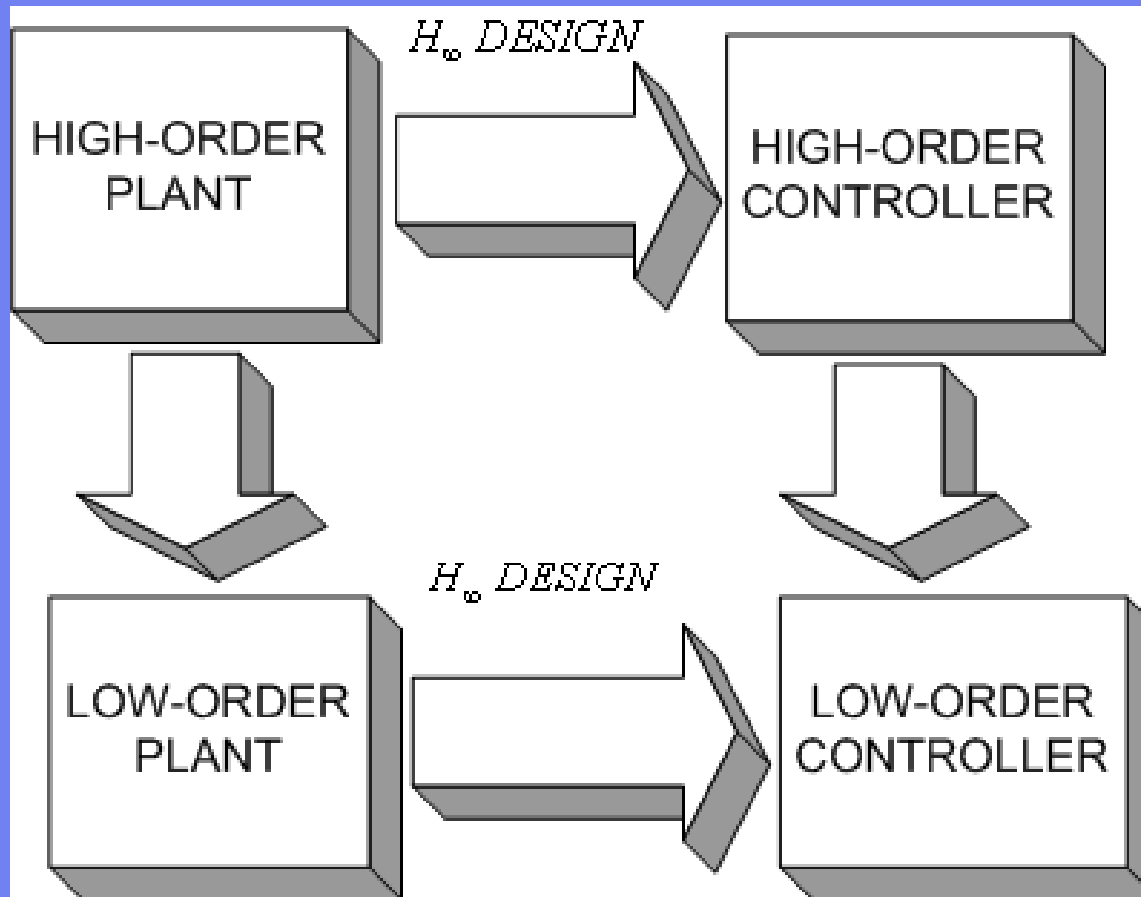 H∞ DESIGN
HIGH-ORDER
PLANT
HIGH-ORDER
CONTROLLER
H∞ DESIGN
LOW-ORDER
PLANT
LOW-ORDER
CONTROLLER